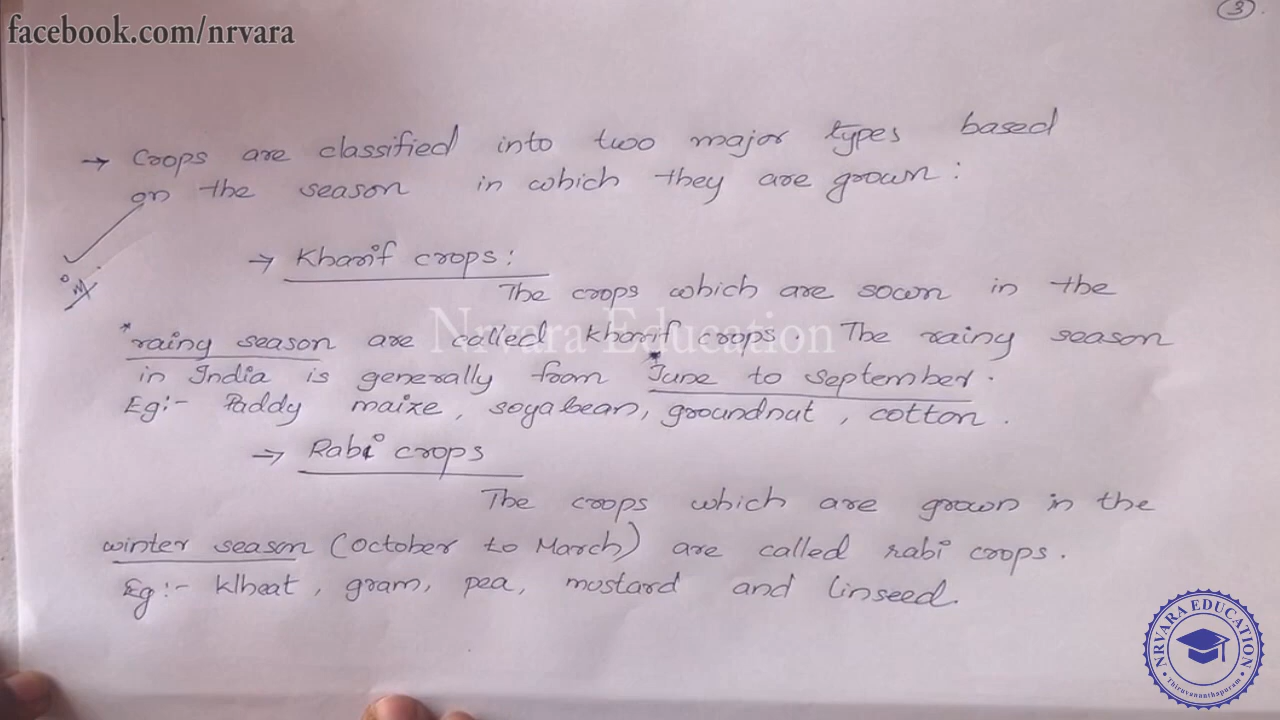 facebook.com/nrvara
3
→ Crops are classified into two major types based
on the season in which they are grown :
→ Kharif crops :
The crops which are sown in the
*rainy season are called kharif crops. The rainy season
Nrvara Education
in India is generally from *June to september.
Eg:- Paddy maize, soyabean, groundnut, cotton.
→ Rabi crops
The crops which are grown in the
winter season (October to March) are called rabi crops.
Eg:- Wheat, gram, pea, mustard and linseed.
NRVARA EDUCATION
Thiruvananthapuram